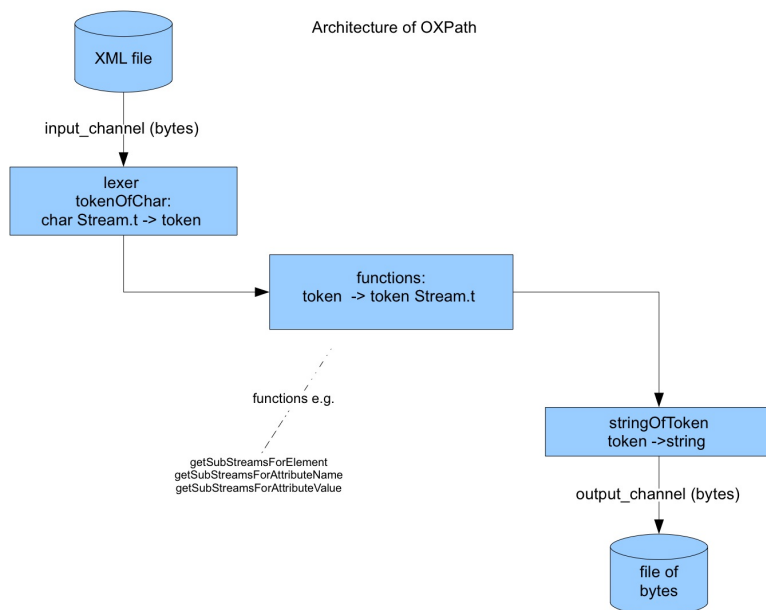 Architecture of OXPath
XML file
input_channel (bytes)
lexer
tokenOfChar:
char Stream.t -> token
functions:
token -> token Stream.t
functions e.g.
getSubStreamsForElement
getSubStreamsForAttributeName
getSubStreamsForAttributeValue
stringOfToken
token ->string
output_channel (bytes)
file of
bytes